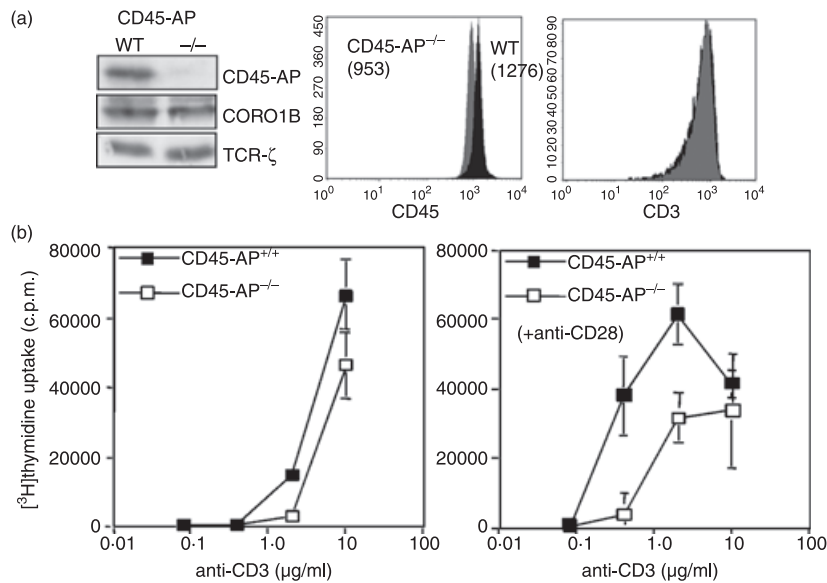 (a)
CD45-AP
WT –/–
CD45-AP
CORO1B
TCR-ζ
450
360
270
180
90
0
CD45-AP–/–
(953)
WT
(1276)
10⁰ 10¹ 10² 10³ 10⁴
CD45
90
80
70
60
50
40
30
20
10
0
10⁰ 10¹ 10² 10³ 10⁴
CD3
(b)
[³H]thymidine uptake (c.p.m.)
80000
60000
40000
20000
0
CD45-AP+/+
CD45-AP–/–
0·01 0·1 1·0 10 100
anti-CD3 (µg/ml)
80000
60000
40000
20000
0
CD45-AP+/+
CD45-AP–/–
(+anti-CD28)
0·01 0·1 1·0 10 100
anti-CD3 (µg/ml)